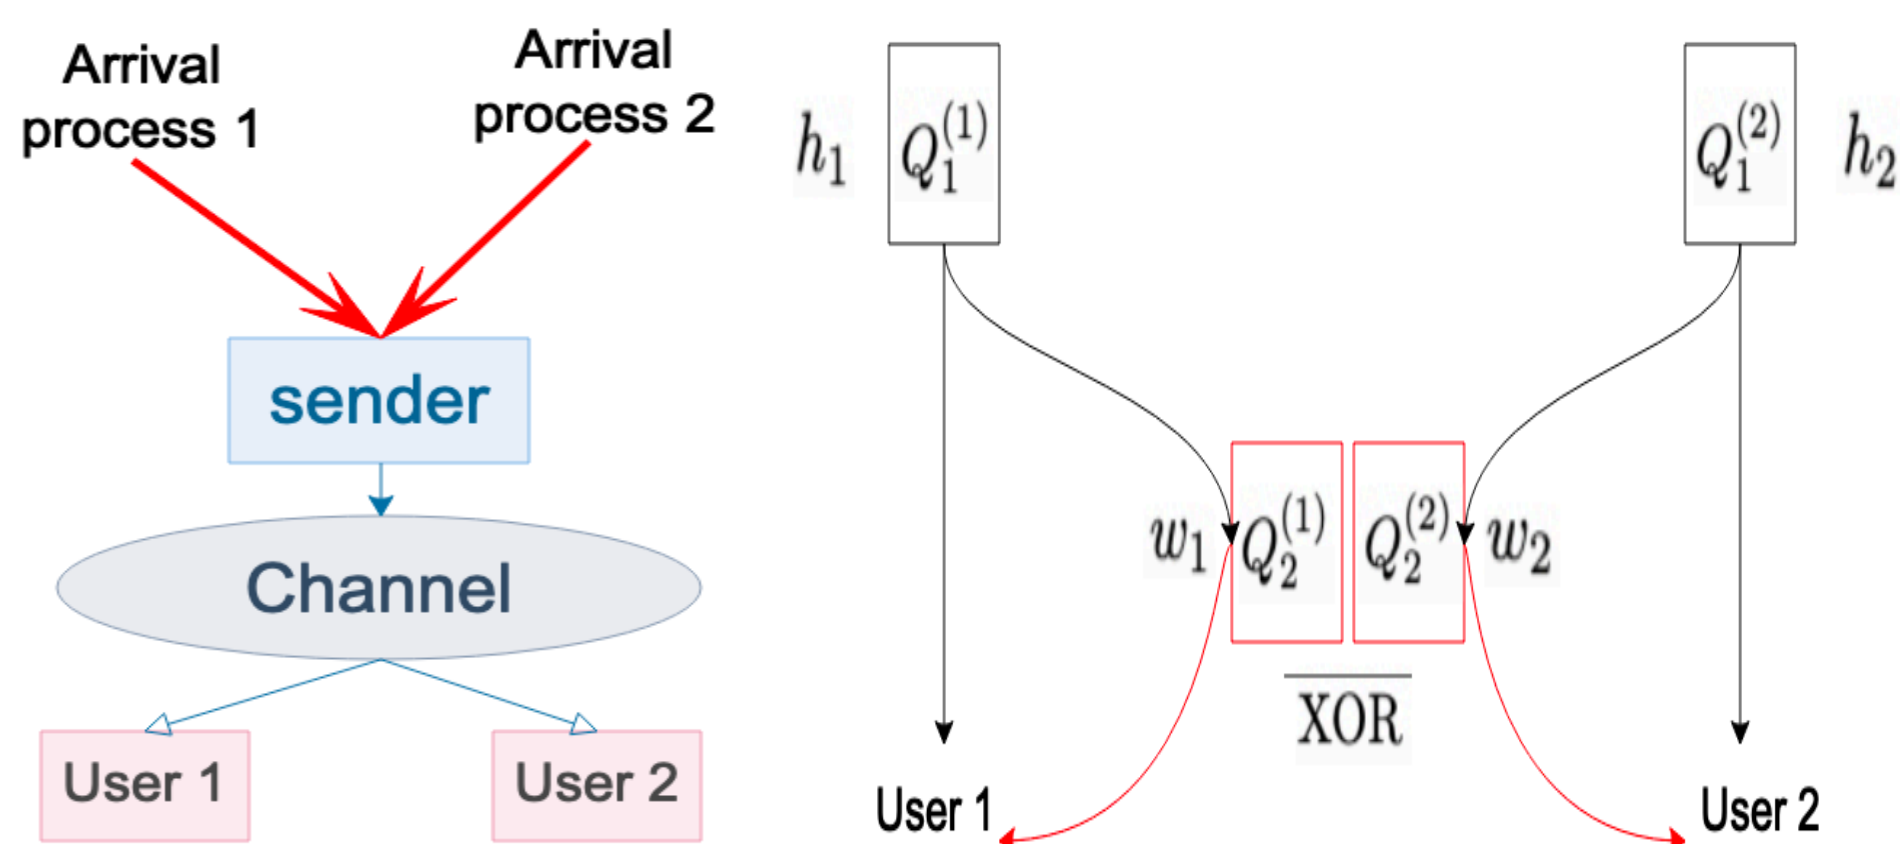 Arrival
process 1
Arrival
process 2
sender
Channel
User 1
User 2
h₁
Q₁⁽¹⁾
Q₁⁽²⁾
h₂
w₁
Q₂⁽¹⁾
Q₂⁽²⁾
w₂
XOR
User 1
User 2